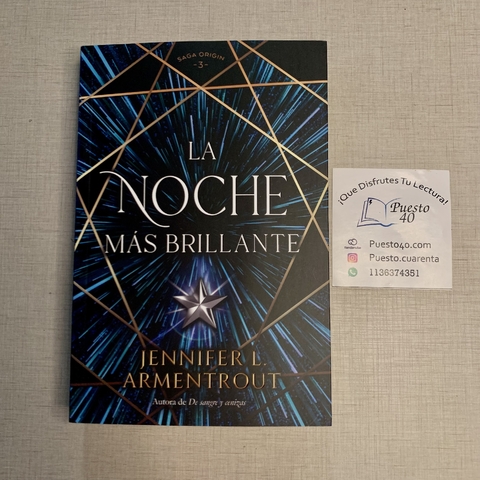 SAGA ORIGIN
-3-
LA
NOCHE
MÁS BRILLANTE
JENNIFER L.
ARMENTROUT
Autora de De sangre y cenizas
¡Que Disfrutes Tu Lectura!
Puesto
40
Puesto40.com
Puesto.cuarenta
1136374351